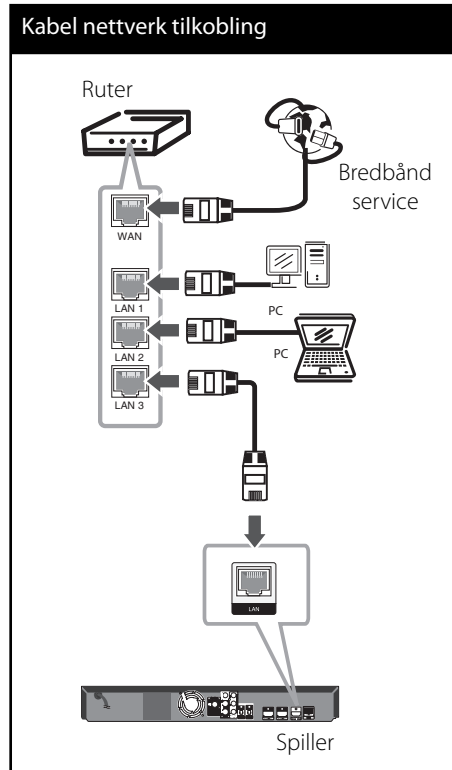 Kabel nettverk tilkobling
Ruter
Bredbånd
service
WAN
LAN 1
PC
LAN 2
PC
LAN 3
LAN
Spiller